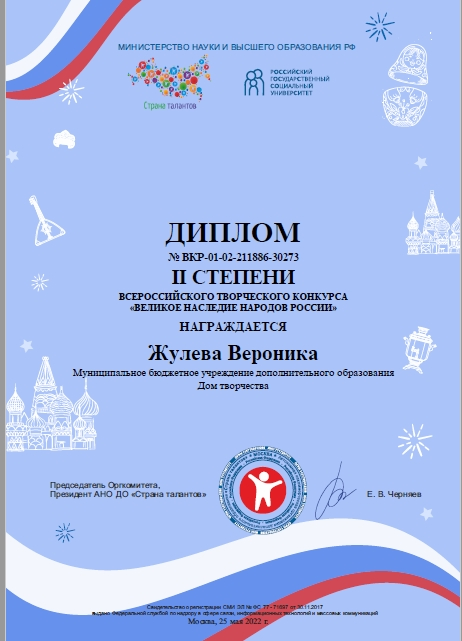 МИНИСТЕРСТВО НАУКИ И ВЫСШЕГО ОБРАЗОВАНИЯ РФ
Страна талантов
РОССИЙСКИЙ
ГОСУДАРСТВЕННЫЙ
СОЦИАЛЬНЫЙ
УНИВЕРСИТЕТ
ДИПЛОМ
№ ВКР-01-02-211886-30273
II СТЕПЕНИ
ВСЕРОССИЙСКОГО ТВОРЧЕСКОГО КОНКУРСА
«ВЕЛИКОЕ НАСЛЕДИЕ НАРОДОВ РОССИИ»
НАГРАЖДАЕТСЯ
Жулева Вероника
Муниципальное бюджетное учреждение дополнительного образования
Дом творчества
Председатель Оргкомитета,
Президент АНО ДО «Страна талантов»
Е. В. Черняев
МОСКВА
Свидетельство о регистрации СМИ ЭЛ № ФС 77 - 71697 от 30.11.2017
выдано Федеральной службой по надзору в сфере связи, информационных технологий и массовых коммуникаций
Москва, 25 мая 2022 г.